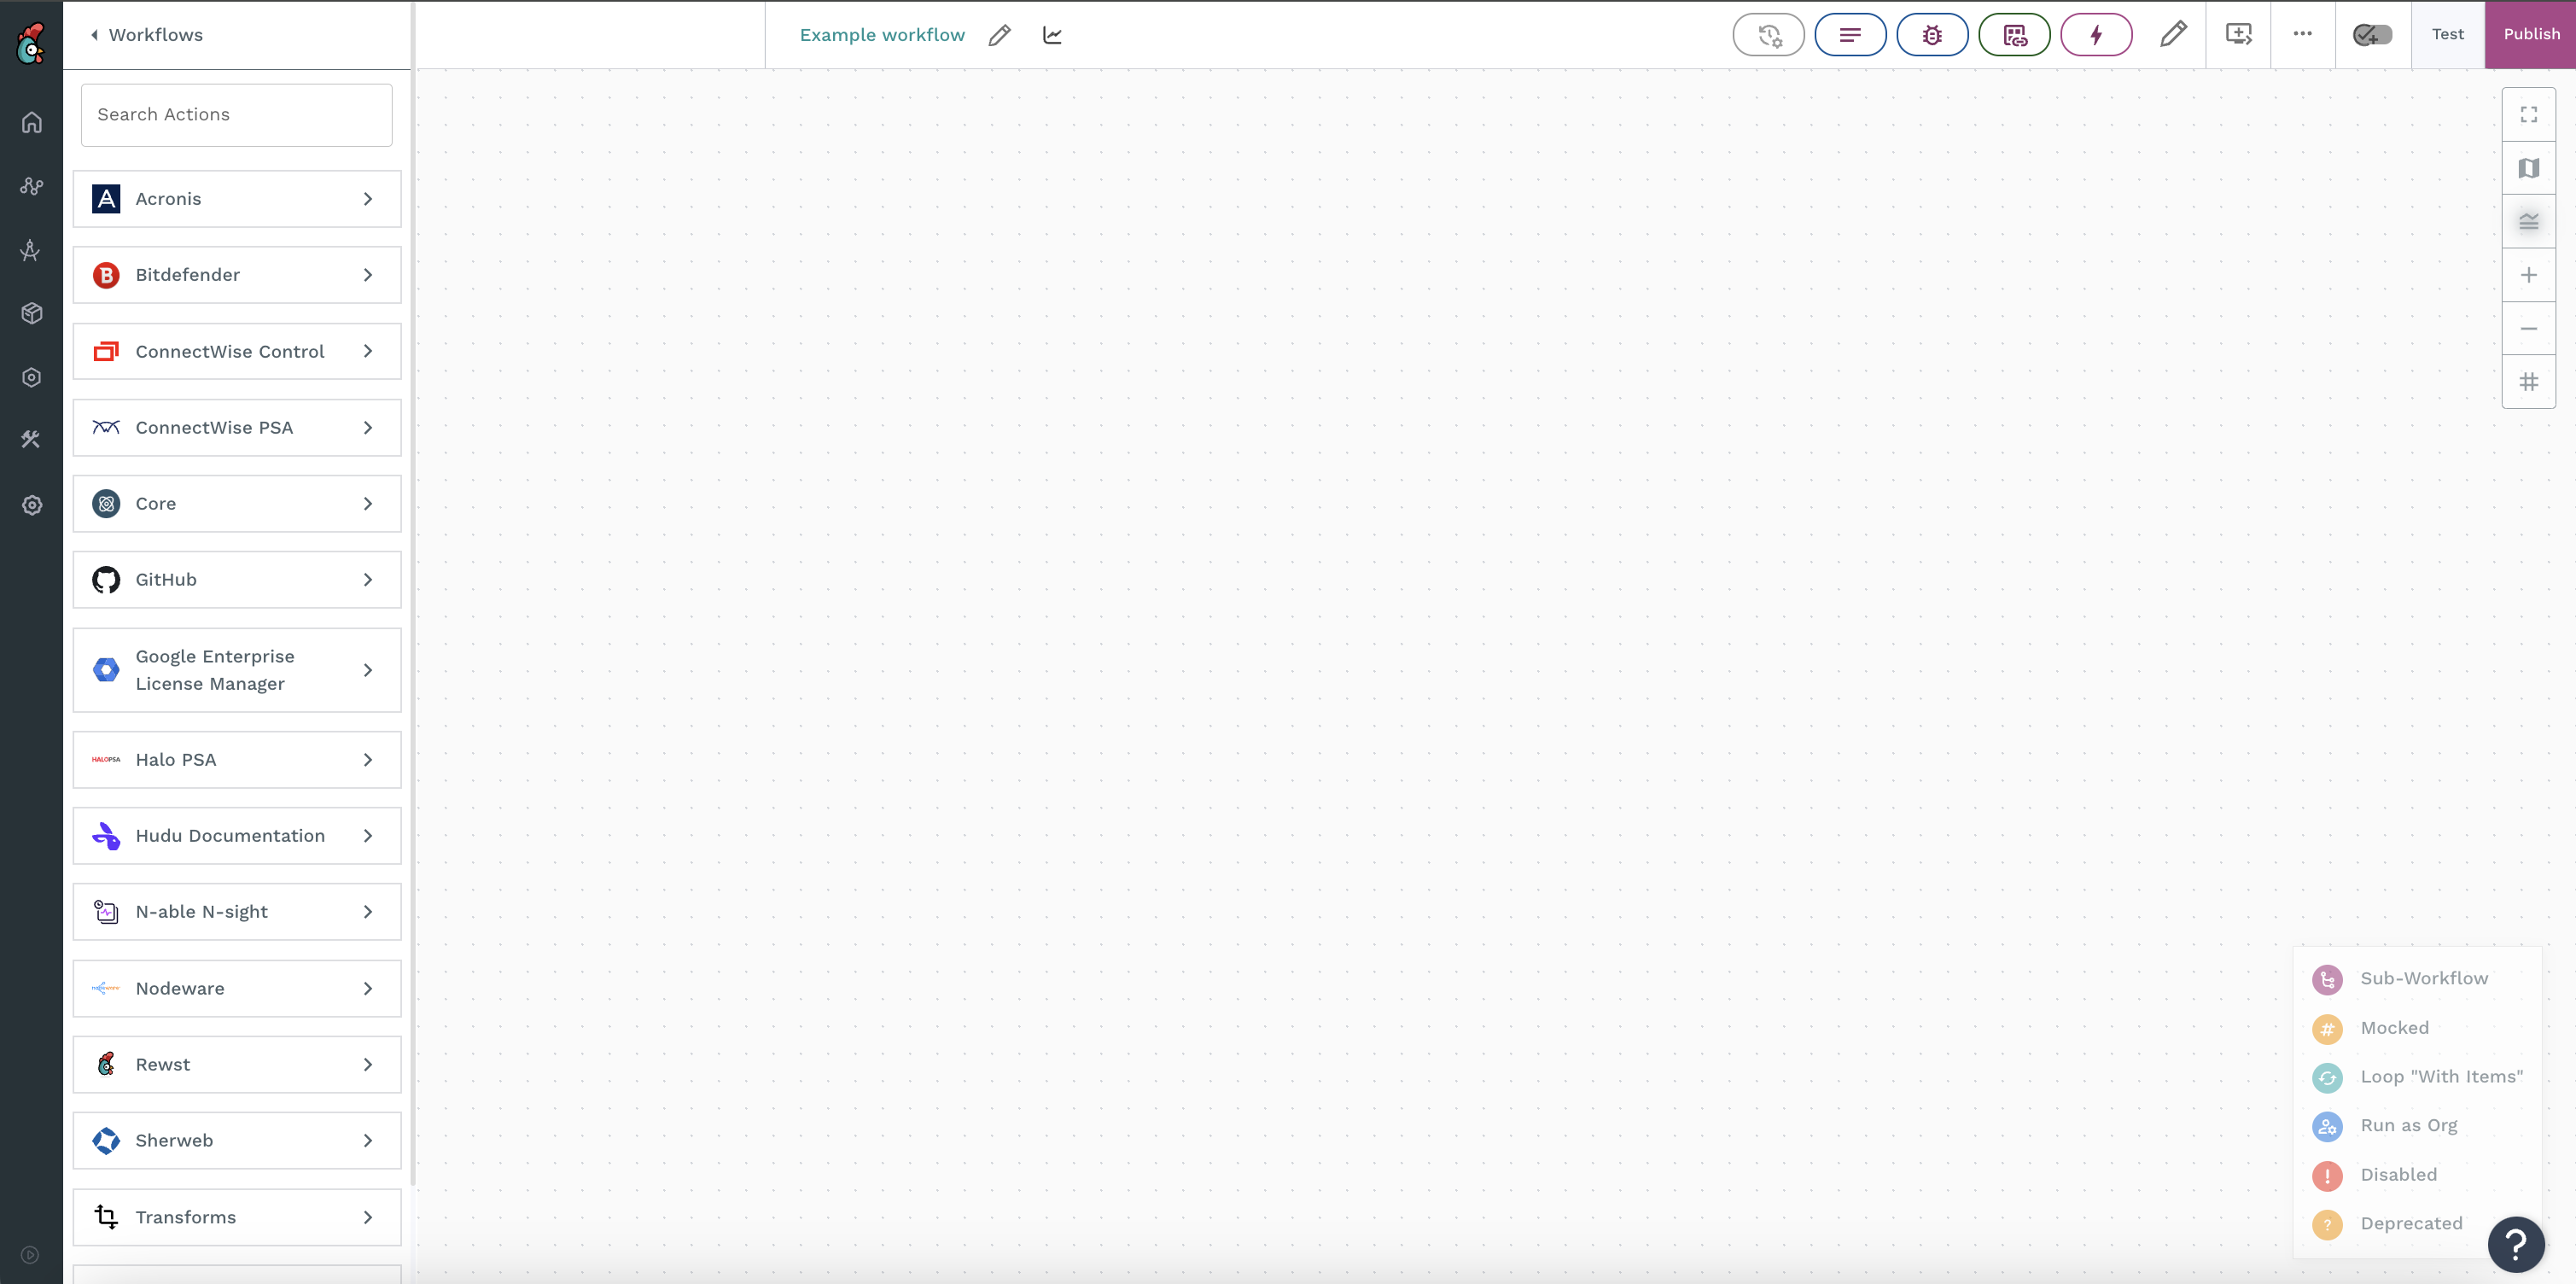 Workflows
Example workflow
Test
Publish
Search Actions
Acronis
Bitdefender
ConnectWise Control
ConnectWise PSA
Core
GitHub
Google Enterprise
License Manager
HALOPSA Halo PSA
Hudu Documentation
N-able N-sight
Nodeware
Rewst
Sherweb
Transforms
Sub-Workflow
Mocked
Loop "With Items"
Run as Org
Disabled
Deprecated